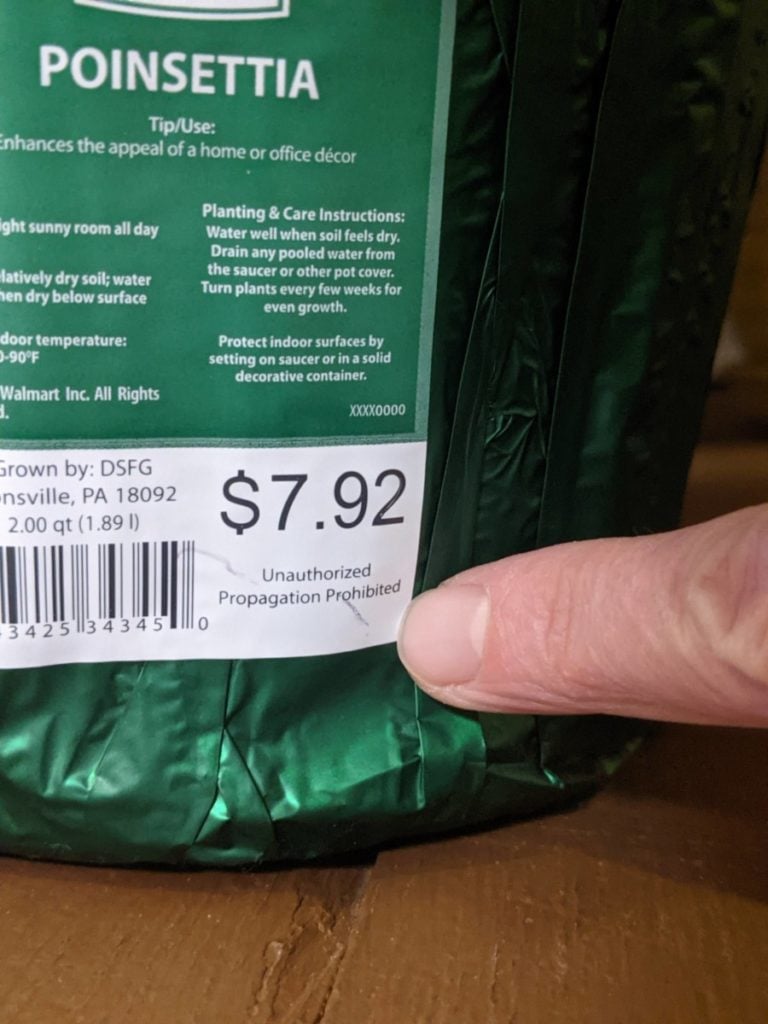 POINSETTIA
Tip/Use:
Enhances the appeal of a home or office décor
ght sunny room all day
latively dry soil; water
hen dry below surface
door temperature:
0-90°F
Walmart Inc. All Rights
d.
Planting & Care Instructions:
Water well when soil feels dry.
Drain any pooled water from
the saucer or other pot cover.
Turn plants every few weeks for
even growth.
Protect indoor surfaces by
setting on saucer or in a solid
decorative container.
XXXX0000
Grown by: DSFG
nsville, PA 18092
2.00 qt (1.89 l)
$7.92
Unauthorized
Propagation Prohibited
3425 34345 0